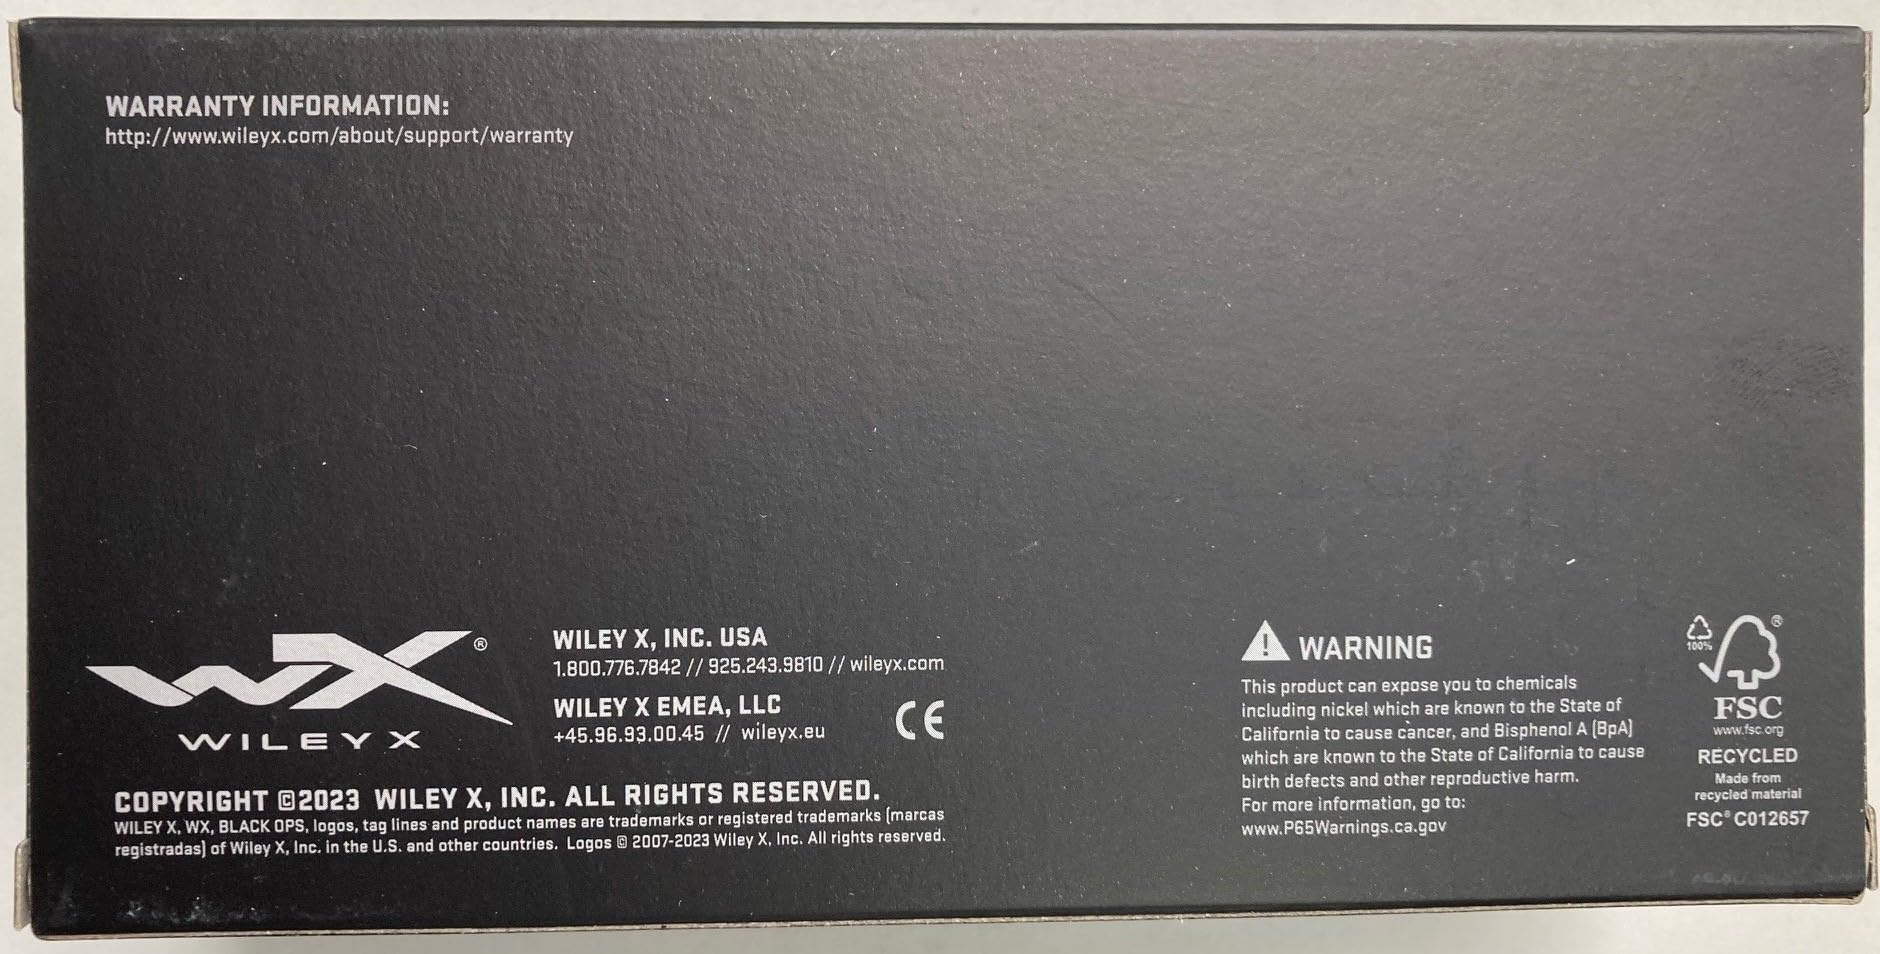 WARRANTY INFORMATION:
http://www.wileyx.com/about/support/warranty
WX®
WILEY X
WILEY X, INC. USA
1.800.776.7842 // 925.243.9810 // wileyx.com
WILEY X EMEA, LLC
+45.96.93.00.45 // wileyx.eu
CE
COPYRIGHT ©2023 WILEY X, INC. ALL RIGHTS RESERVED.
WILEY X, WX, BLACK OPS, logos, tag lines and product names are trademarks or registered trademarks (marcas
registradas) of Wiley X, Inc. in the U.S. and other countries. Logos © 2007-2023 Wiley X, Inc. All rights reserved.
! WARNING
This product can expose you to chemicals
including nickel which are known to the State of
California to cause cancer, and Bisphenol A (BpA)
which are known to the State of California to cause
birth defects and other reproductive harm.
For more information, go to:
www.P65Warnings.ca.gov
100%
®
FSC
www.fsc.org
RECYCLED
Made from
recycled material
FSC® C012657